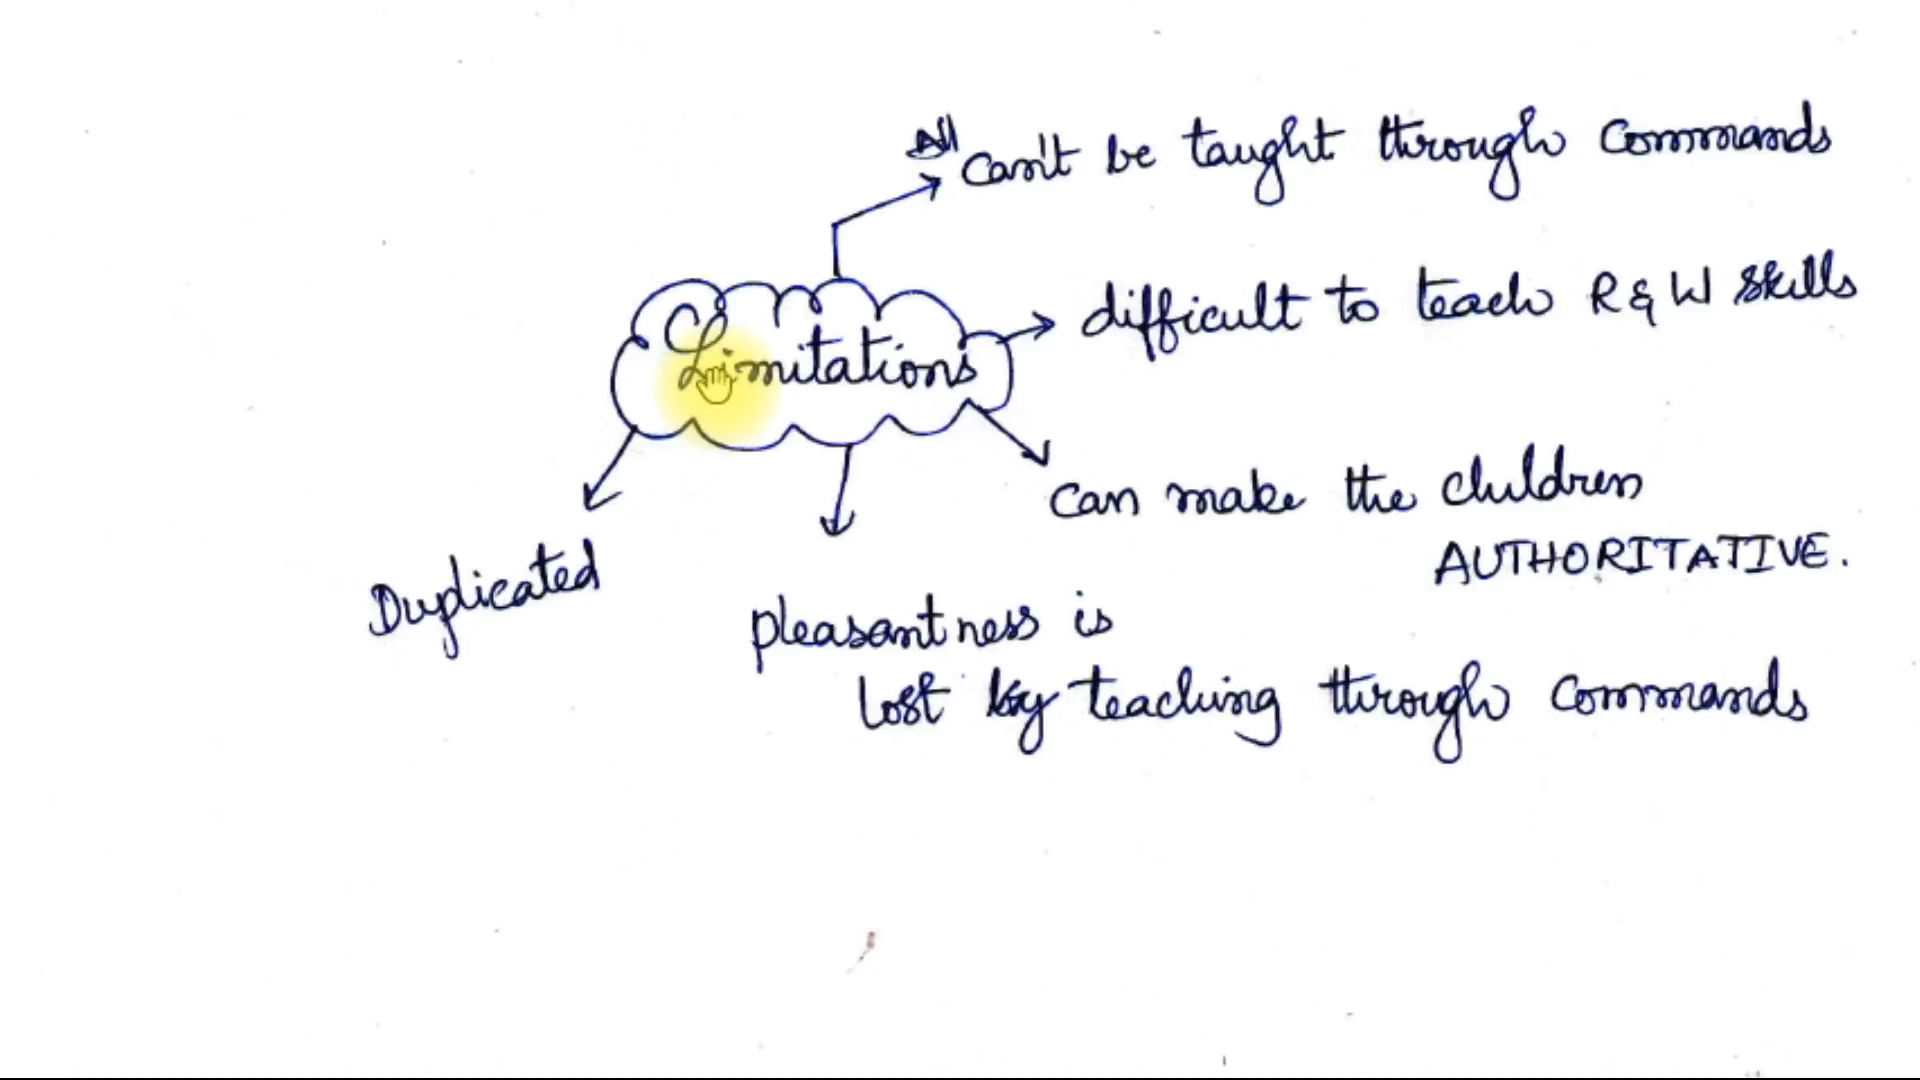 All
can't be taught through commands
Limitations
difficult to teach R & W skills
can make the children
AUTHORITATIVE.
Duplicated
pleasantness is
lost by teaching through commands